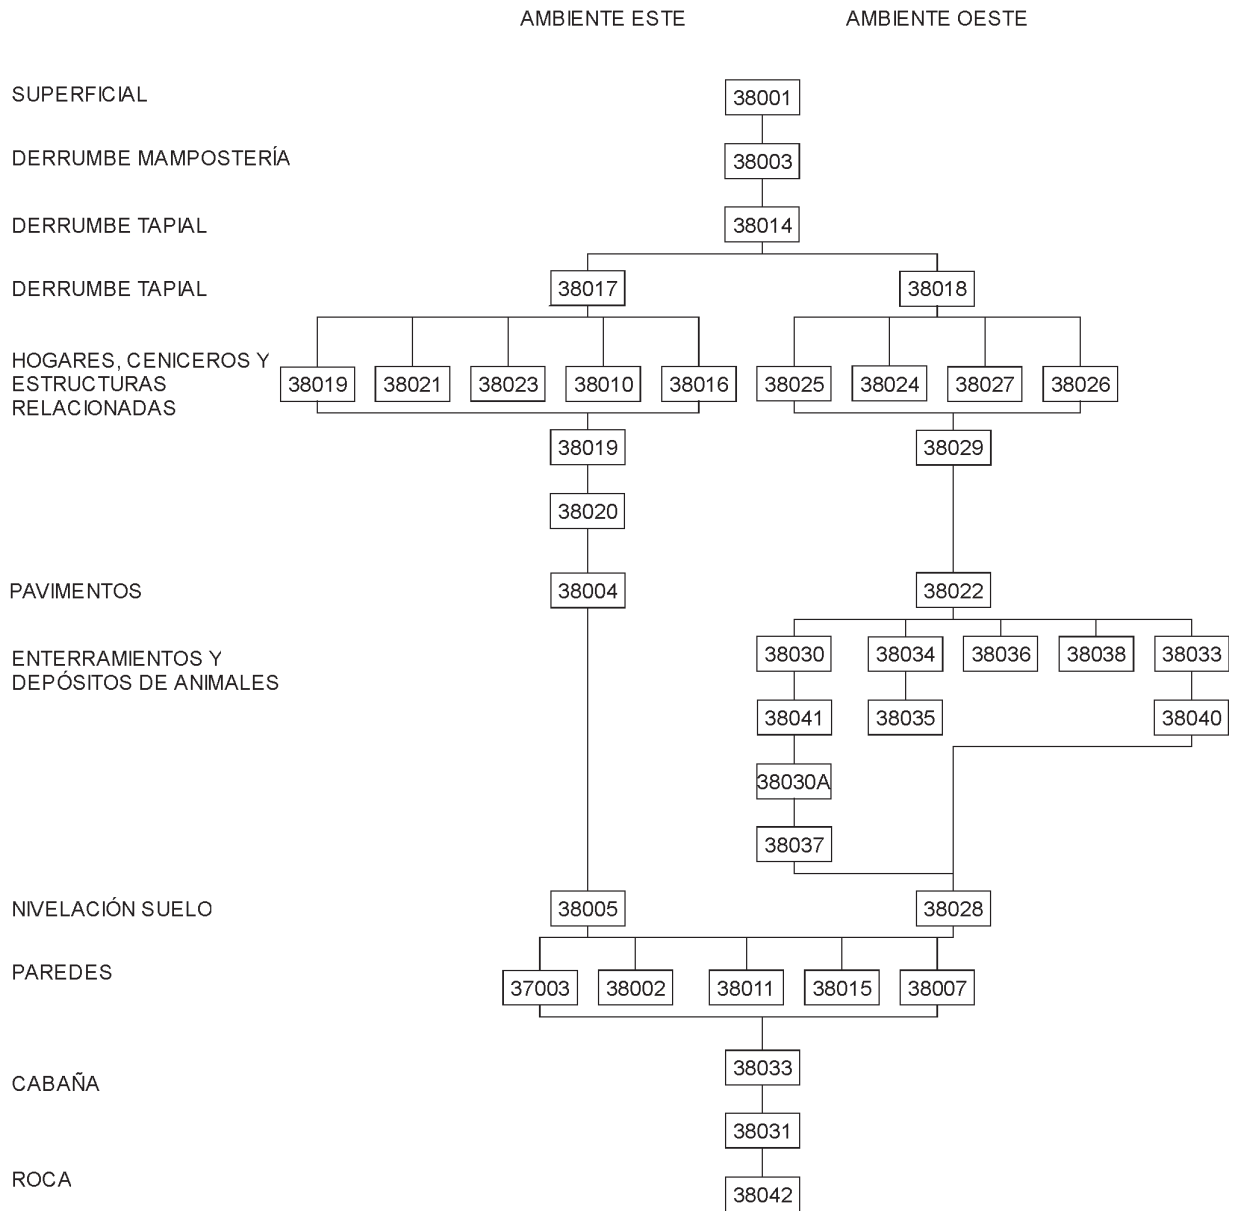 AMBIENTE ESTE AMBIENTE OESTE
SUPERFICIAL 38001
DERRUMBE MAMPOSTERÍA 38003
DERRUMBE TAPIAL 38014
DERRUMBE TAPIAL 38017 38018
HOGARES, CENICEROS Y
ESTRUCTURAS
RELACIONADAS
38019 38021 38023 38010 38016 38025 38024 38027 38026
38019 38029
38020
PAVIMENTOS 38004 38022
ENTERRAMIENTOS Y
DEPÓSITOS DE ANIMALES
38030 38034 38036 38038 38033
38041 38035 38040
38030A
38037
NIVELACIÓN SUELO 38005 38028
PAREDES 37003 38002 38011 38015 38007
38033
CABAÑA
38031
ROCA
38042